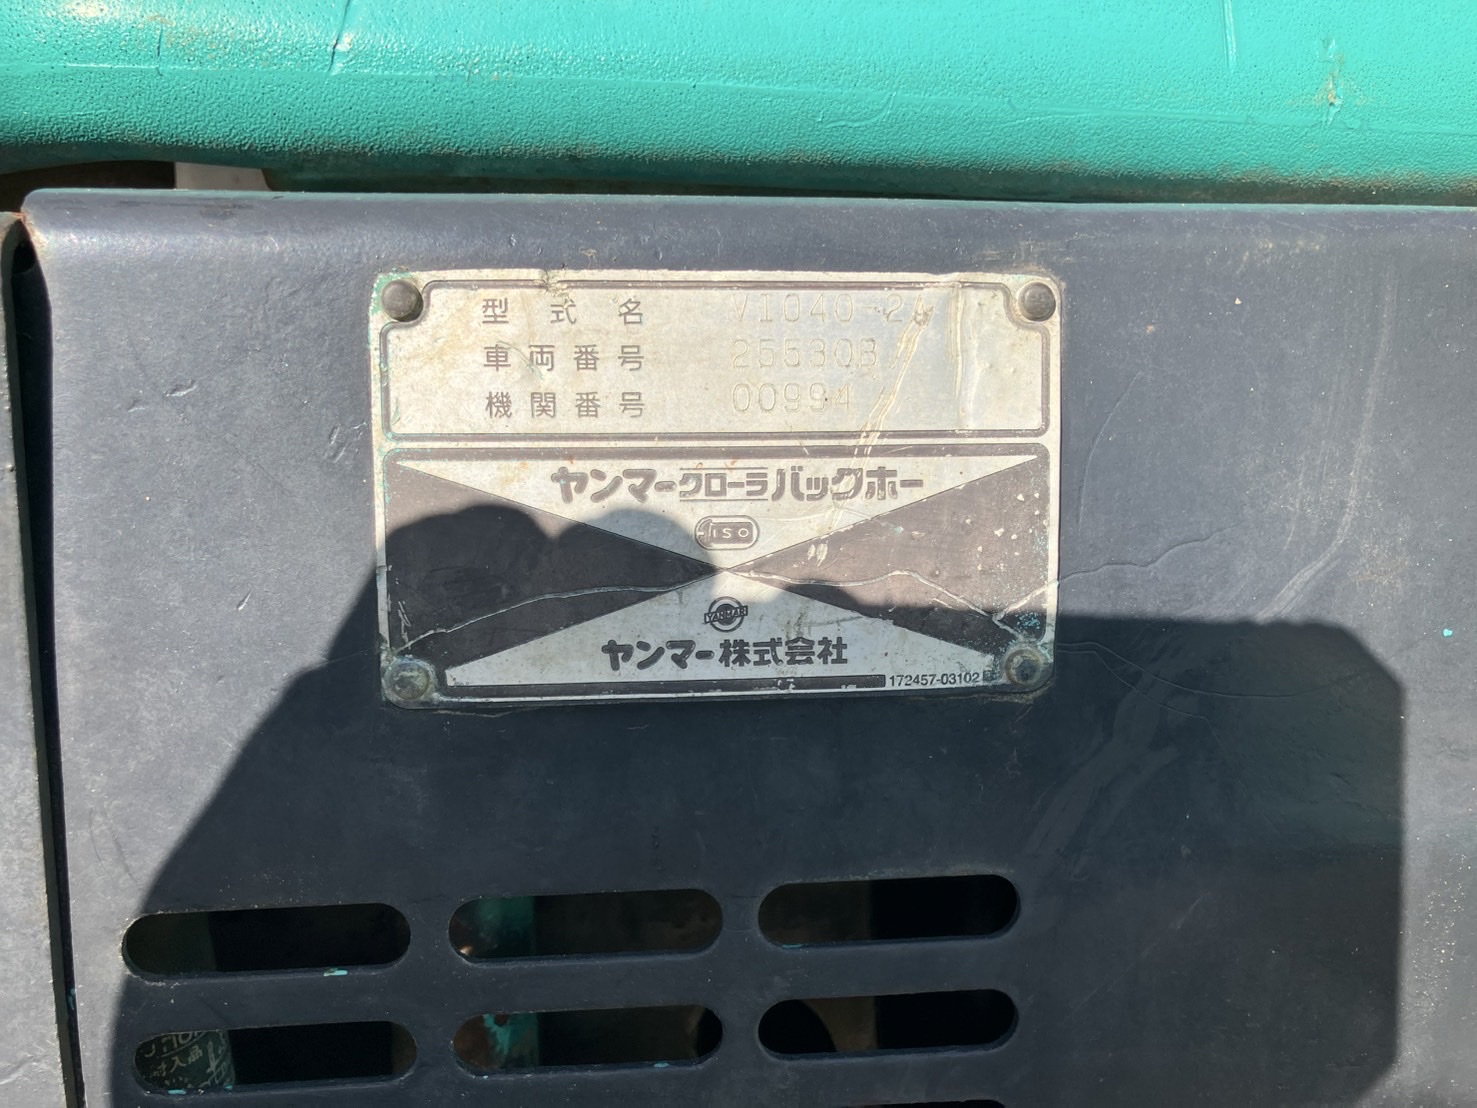 型式名 VIO40-2A
車両番号 25530B
機関番号 00994
ヤンマークローラバックホー
ISO
YANMAR
ヤンマー株式会社
172457-03102